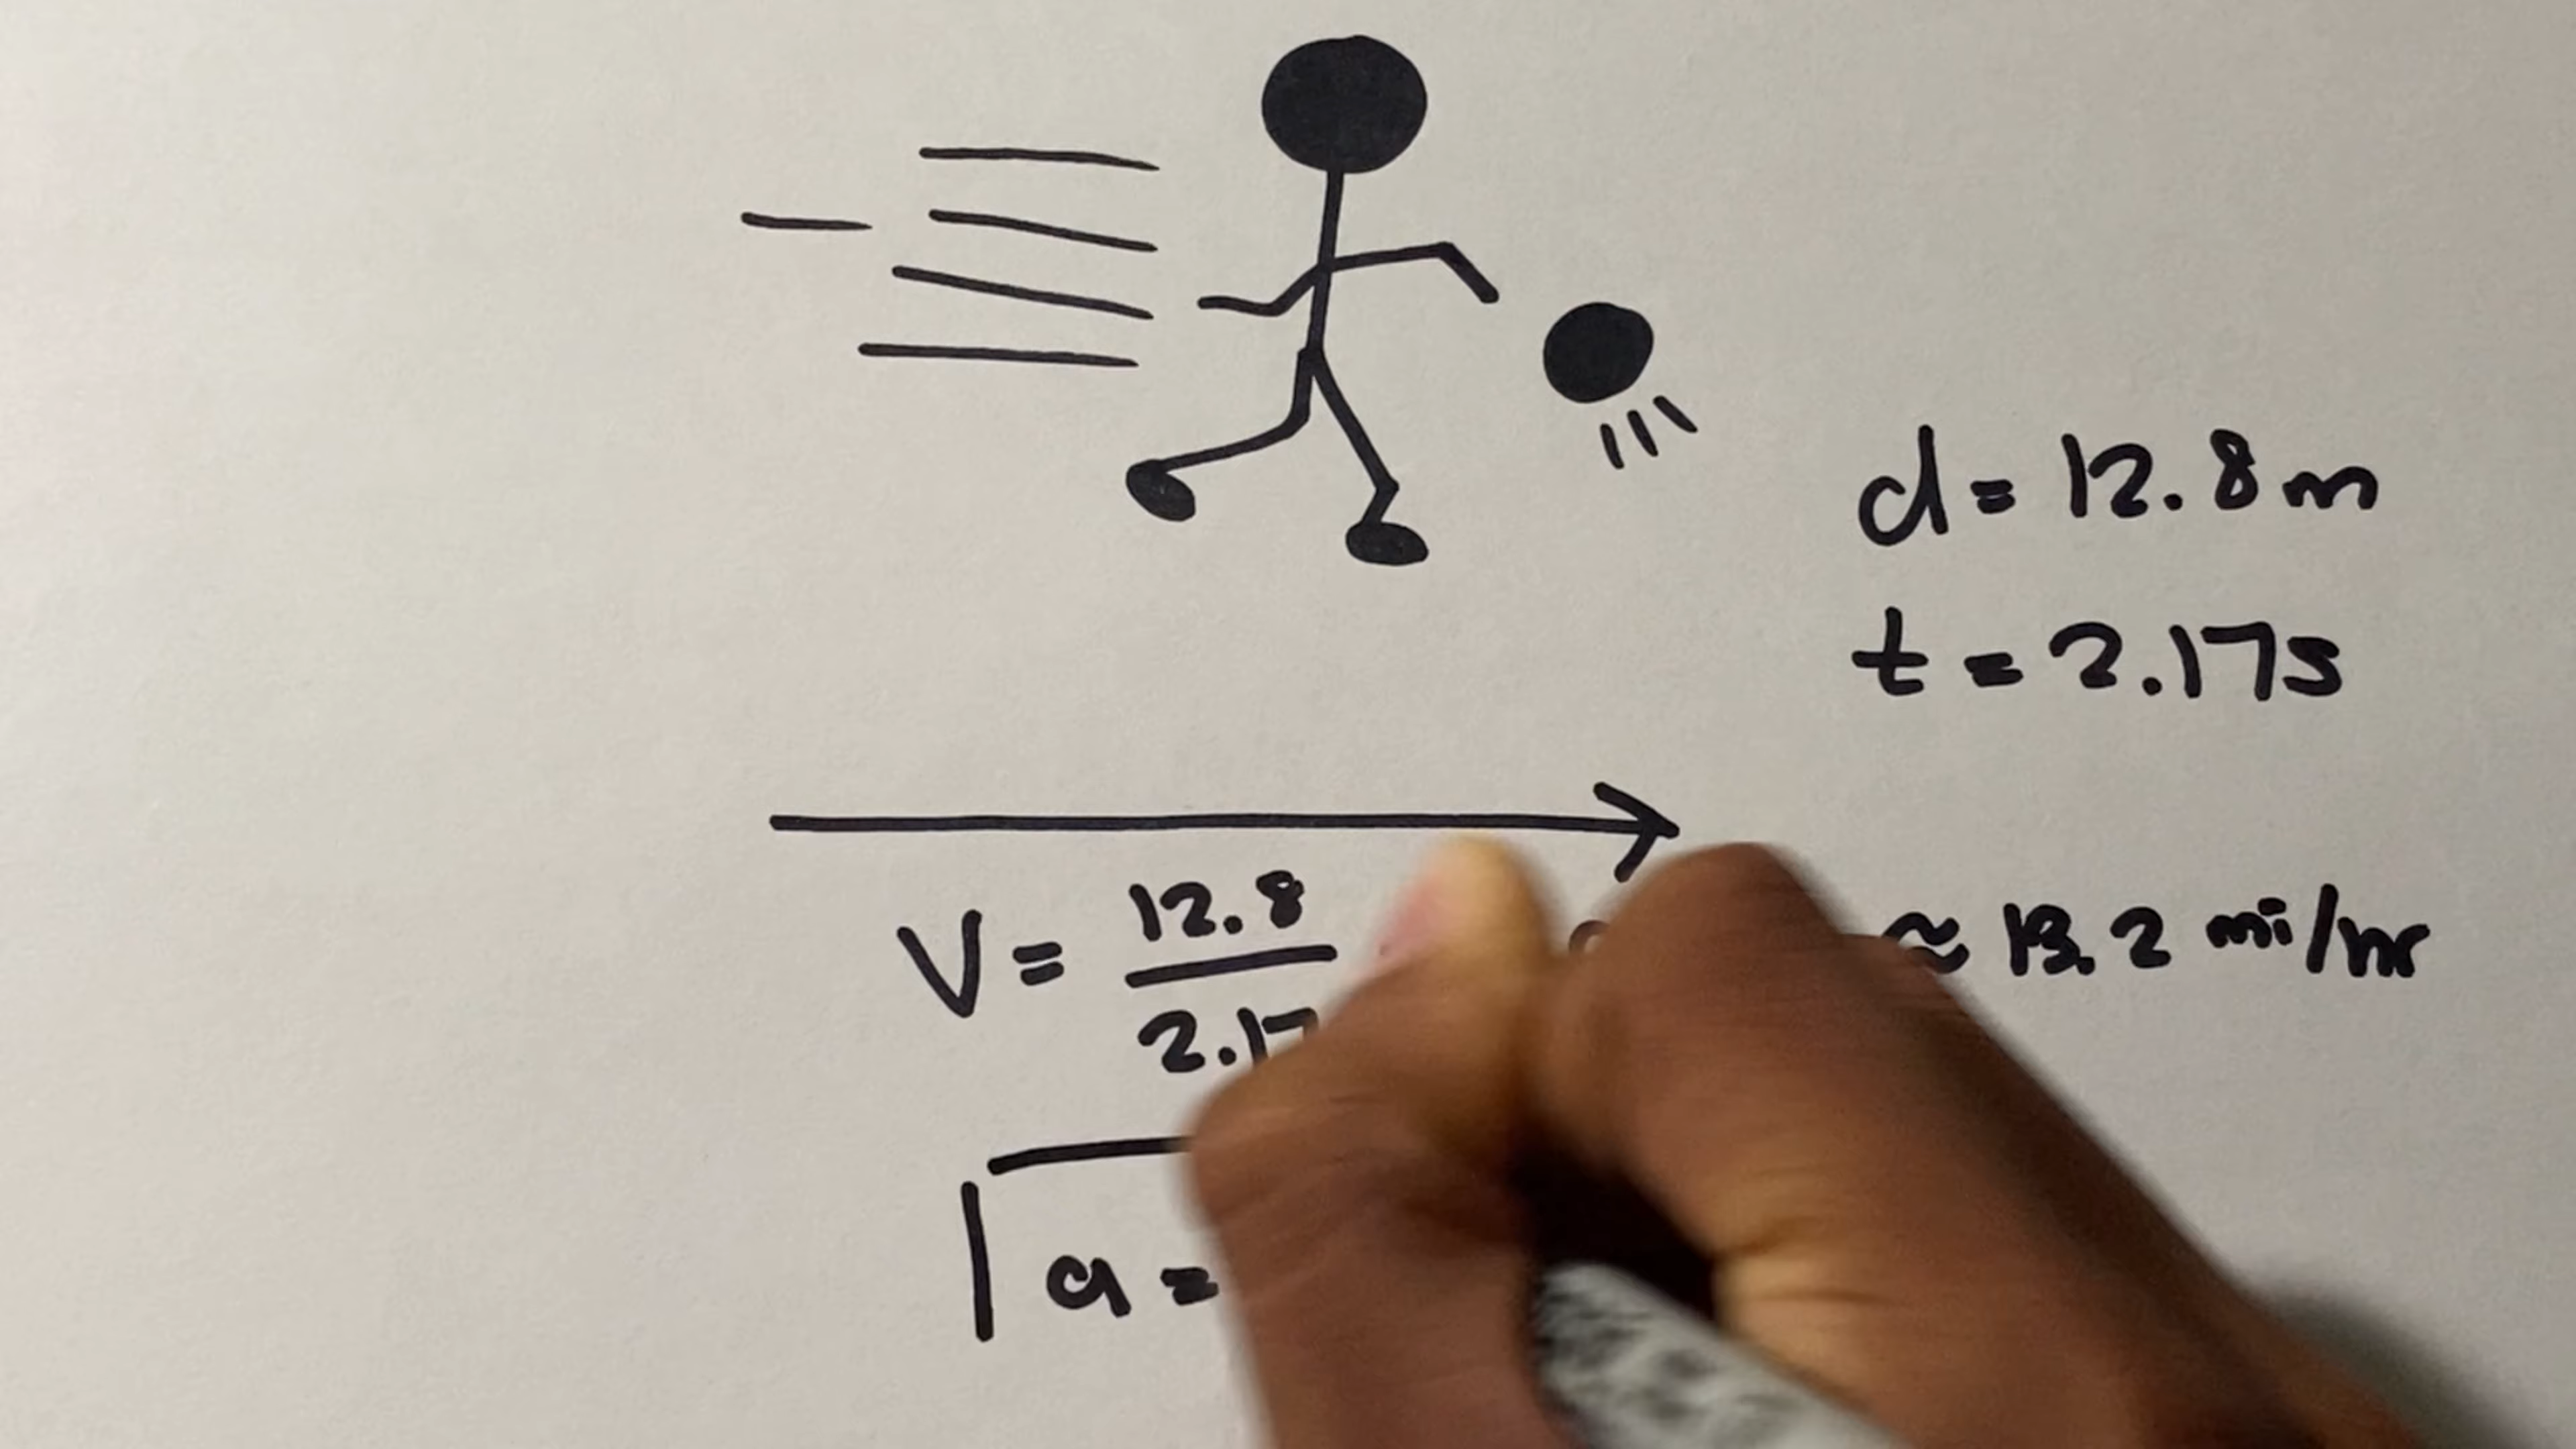 d = 12.8 m
t = 2.17s
V = 12.8
2.17
≈ 13.2 mi/hr
a =